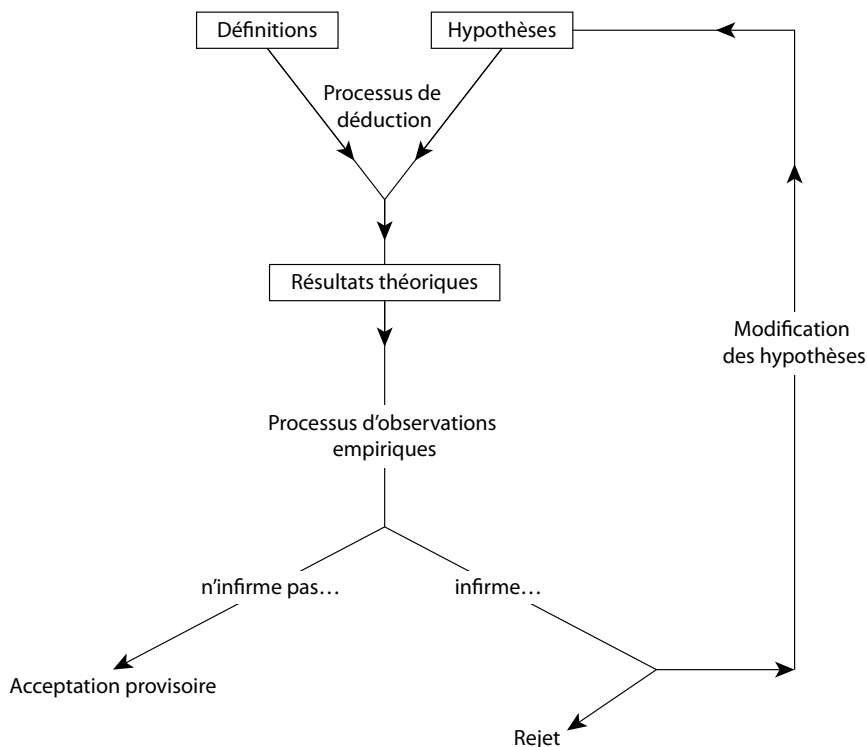 Définitions
Hypothèses
Processus de
déduction
Résultats théoriques
Modification
des hypothèses
Processus d’observations
empiriques
n’infirme pas…
infirme…
Acceptation provisoire
Rejet